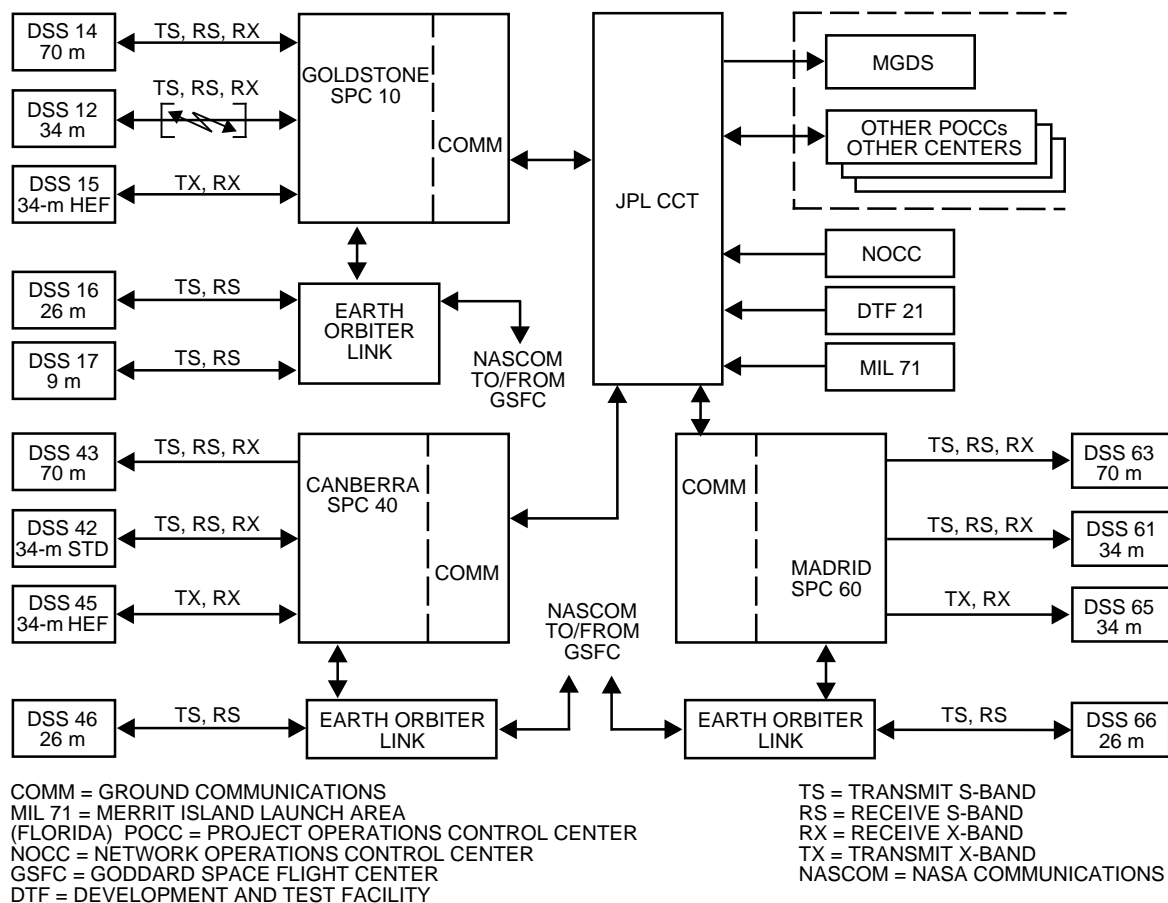 DSS 14
70 m
TS, RS, RX
GOLDSTONE
SPC 10
COMM
DSS 12
34 m
TS, RS, RX
DSS 15
34-m HEF
TX, RX
JPL CCT
MGDS
OTHER POCCs
OTHER CENTERS
NOCC
DTF 21
MIL 71
DSS 16
26 m
TS, RS
EARTH
ORBITER
LINK
DSS 17
9 m
TS, RS
NASCOM
TO/FROM
GSFC
DSS 43
70 m
TS, RS, RX
CANBERRA
SPC 40
COMM
DSS 42
34-m STD
TS, RS, RX
DSS 45
34-m HEF
TX, RX
COMM
MADRID
SPC 60
TS, RS, RX
DSS 63
70 m
TS, RS, RX
DSS 61
34 m
TX, RX
DSS 65
34 m
NASCOM
TO/FROM
GSFC
DSS 46
26 m
TS, RS
EARTH ORBITER
LINK
EARTH ORBITER
LINK
TS, RS
DSS 66
26 m
COMM = GROUND COMMUNICATIONS
MIL 71 = MERRIT ISLAND LAUNCH AREA
(FLORIDA) POCC = PROJECT OPERATIONS CONTROL CENTER
NOCC = NETWORK OPERATIONS CONTROL CENTER
GSFC = GODDARD SPACE FLIGHT CENTER
DTF = DEVELOPMENT AND TEST FACILITY
TS = TRANSMIT S-BAND
RS = RECEIVE S-BAND
RX = RECEIVE X-BAND
TX = TRANSMIT X-BAND
NASCOM = NASA COMMUNICATIONS